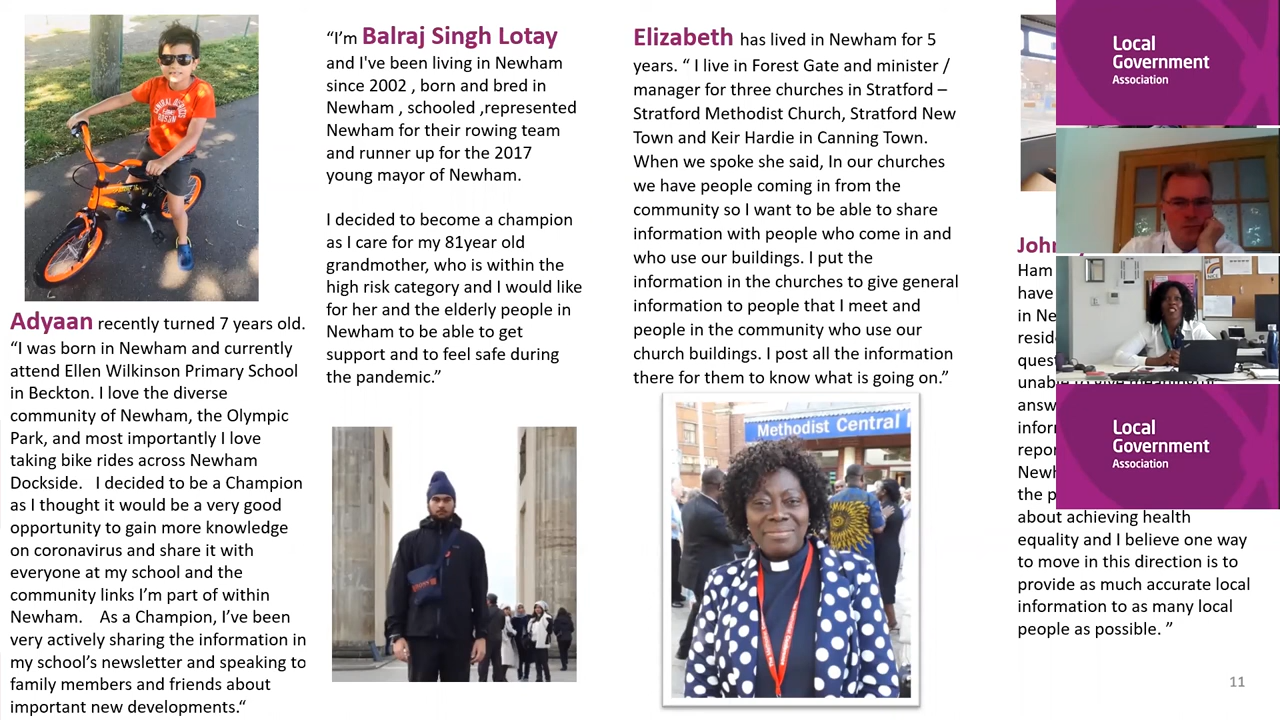 Adyaan recently turned 7 years old.
“I was born in Newham and currently
attend Ellen Wilkinson Primary School
in Beckton. I love the diverse
community of Newham, the Olympic
Park, and most importantly I love
taking bike rides across Newham
Dockside. I decided to be a Champion
as I thought it would be a very good
opportunity to gain more knowledge
on coronavirus and share it with
everyone at my school and the
community links I’m part of within
Newham. As a Champion, I’ve been
very actively sharing the information in
my school’s newsletter and speaking to
family members and friends about
important new developments.“
“I’m Balraj Singh Lotay
and I've been living in Newham
since 2002 , born and bred in
Newham , schooled ,represented
Newham for their rowing team
and runner up for the 2017
young mayor of Newham.
I decided to become a champion
as I care for my 81year old
grandmother, who is within the
high risk category and I would like
for her and the elderly people in
Newham to be able to get
support and to feel safe during
the pandemic.”
Elizabeth has lived in Newham for 5
years. “ I live in Forest Gate and minister /
manager for three churches in Stratford –
Stratford Methodist Church, Stratford New
Town and Keir Hardie in Canning Town.
When we spoke she said, In our churches
we have people coming in from the
community so I want to be able to share
information with people who come in and
who use our buildings. I put the
information in the churches to give general
information to people that I meet and
people in the community who use our
church buildings. I post all the information
there for them to know what is going on.”
Methodist Central
Ham
have
in Ne
resid
quest
unable to give meaningful
answ
infor
repor
Newh
the p
about achieving health
equality and I believe one way
to move in this direction is to
provide as much accurate local
information to as many local
people as possible. ”
11
Local
Government
Association
Local
Government
Association